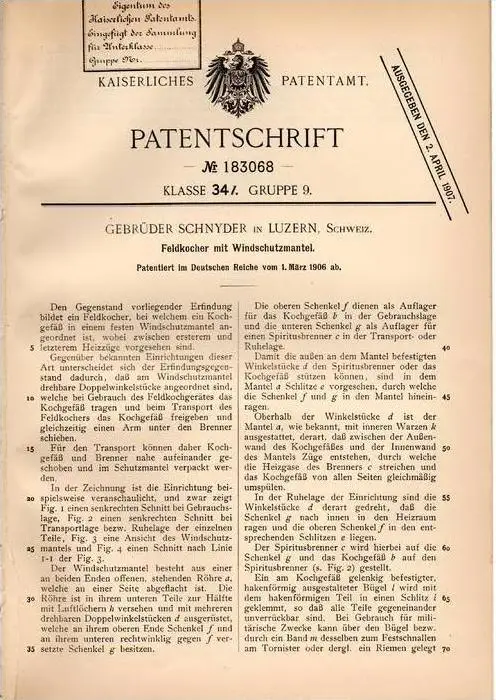 Eigentum des
Kaiserlichen Patentamts.
Eingefügt der Sammlung
für Unterklasse
Gruppe Nr.
KAISERLICHES PATENTAMT.
AUSGEGEBEN DEN 2. APRIL 1907.
PATENTSCHRIFT
— № 183068 —
KLASSE 34l. GRUPPE 9.
GEBRÜDER SCHNYDER IN LUZERN, SCHWEIZ.
Feldkocher mit Windschutzmantel.
Patentiert im Deutschen Reiche vom 1. März 1906 ab.
Den Gegenstand vorliegender Erfindung
bildet ein Feldkocher, bei welchem ein Koch-
gefäß in einem festen Windschutzmantel an-
geordnet ist, wobei zwischen ersterem und
5 letzterem Heizzüge vorgesehen sind.
Gegenüber bekannten Einrichtungen dieser
Art unterscheidet sich der Erfindungsgegen-
stand dadurch, daß am Windschutzmantel
drehbare Doppelwinkelstücke angeordnet sind,
10 welche bei Gebrauch des Feldkochgerätes das
Kochgefäß tragen und beim Transport des
Feldkochers das Kochgefäß freigeben und
gleichzeitig einen Arm unter den Brenner
schieben.
15 Für den Transport können daher Koch-
gefäß und Brenner nahe aufeinander ge-
schoben und im Schutzmantel verpackt wer-
den.
In der Zeichnung ist die Einrichtung bei-
20 spielsweise veranschaulicht, und zwar zeigt
Fig. 1 einen senkrechten Schnitt bei Gebrauchs-
lage, Fig. 2 einen senkrechten Schnitt bei
Transportlage bezw. Ruhelage der einzelnen
Teile, Fig. 3 eine Ansicht des Windschutz-
25 mantels und Fig. 4 einen Schnitt nach Linie
1-1 der Fig. 3.
Der Windschutzmantel besteht aus einer
an beiden Enden offenen, stehenden Röhre a,
welche an einer Seite abgeflacht ist. Die
30 Röhre ist in ihrem unteren Teile zur Hälfte
mit Luftlöchern h versehen und mit mehreren
drehbaren Doppelwinkelstücken d ausgerüstet,
welche an ihrem oberen Ende Schenkel f und
an ihrem unteren rechtwinklig gegen f ver-
35 setzte Schenkel g besitzen.
Die oberen Schenkel f dienen als Auflager
für das Kochgefäß b in der Gebrauchslage
und die unteren Schenkel g als Auflager für
einen Spiritusbrenner c in der Transport- oder
Ruhelage. 40
Damit die außen an dem Mantel befestigten
Winkelstücke d den Spiritusbrenner oder das
Kochgefäß stützen können, sind in dem
Mantel a Schlitze e vorgesehen, durch welche
die Schenkel f und g in den Mantel hinein- 45
ragen.
Oberhalb der Winkelstücke d ist der
Mantel a, wie bekannt, mit inneren Warzen k
ausgestattet, derart, daß zwischen der Außen-
wand des Kochgefäßes und der Innenwand 50
des Mantels Züge entstehen, durch welche
die Heizgase des Brenners c streichen und
das Kochgefäß von allen Seiten gleichmäßig
umspülen.
In der Ruhelage der Einrichtung sind die 55
Winkelstücke d derart gedreht, daß die
Schenkel g nach innen in den Heizraum
ragen und die oberen Schenkel f in den ent-
sprechenden Schlitzen e liegen.
Der Spiritusbrenner c wird hierbei auf die 60
Schenkel g und das Kochgefäß b auf den
Spiritusbrenner (s. Fig. 2) gestellt.
Ein am Kochgefäß gelenkig befestigter,
hakenförmig ausgestalteter Bügel l wird mit
dem hakenförmigen Teil in einen Schlitz i 65
geklemmt, so daß alle Teile gegeneinander
unverrückbar sind. Bei Gebrauch für mili-
tärische Zwecke kann über den Bügel bezw.
durch ein Band m desselben zum Festschnallen
am Tornister oder dergl. ein Riemen gelegt 70